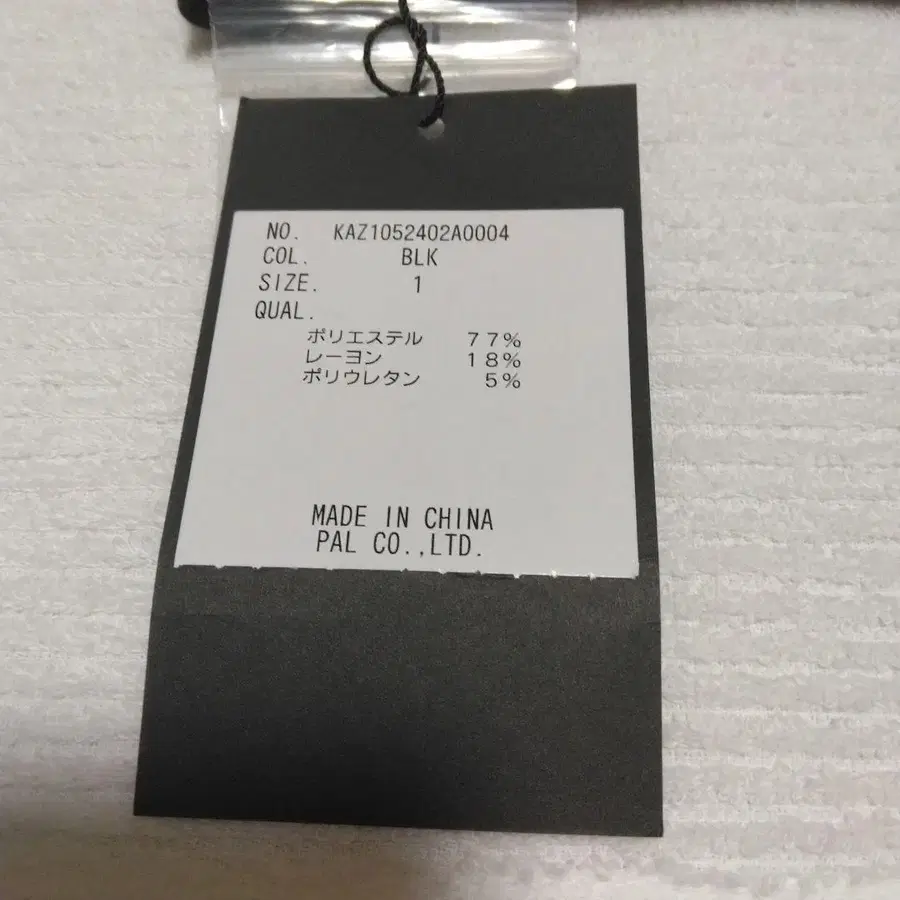 NO. KAZ1052402A0004
COL. BLK
SIZE. 1
QUAL.
ポリエステル 77%
レーヨン 18%
ポリウレタン 5%
MADE IN CHINA
PAL CO.,LTD.